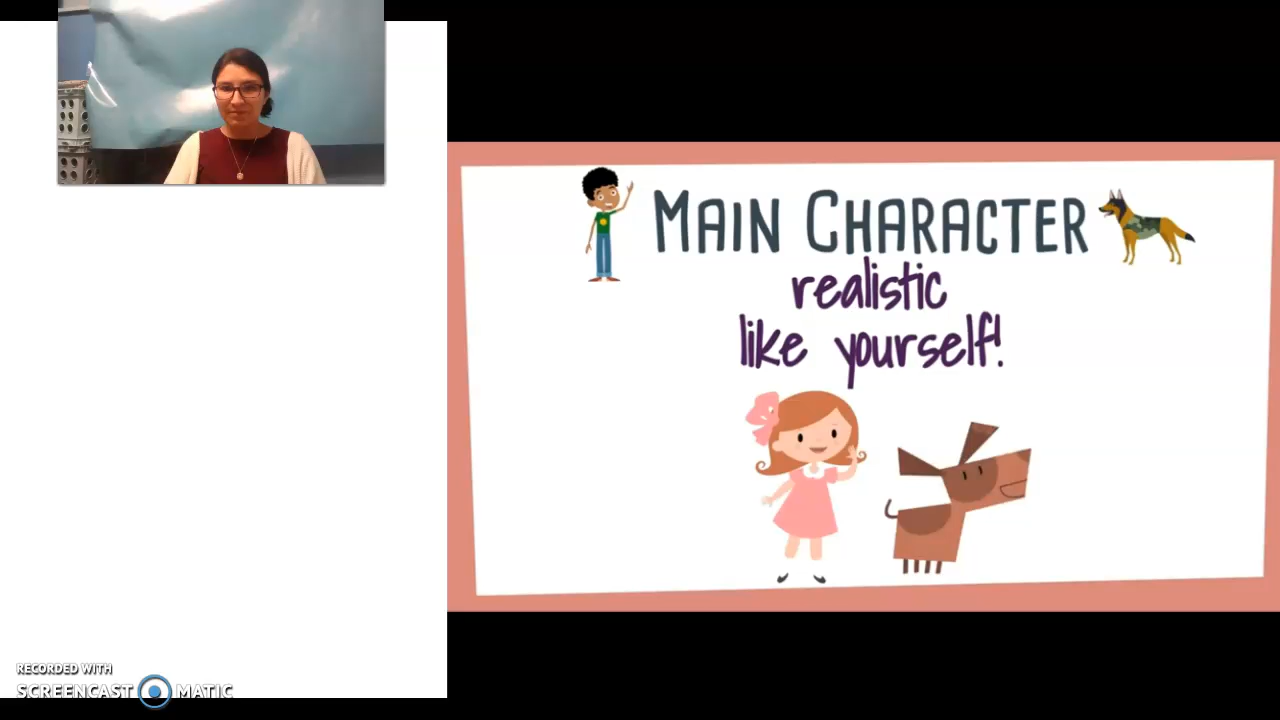 MAIN CHARACTER
realistic
like yourself!
RECORDED WITH
SCREENCAST MATIC